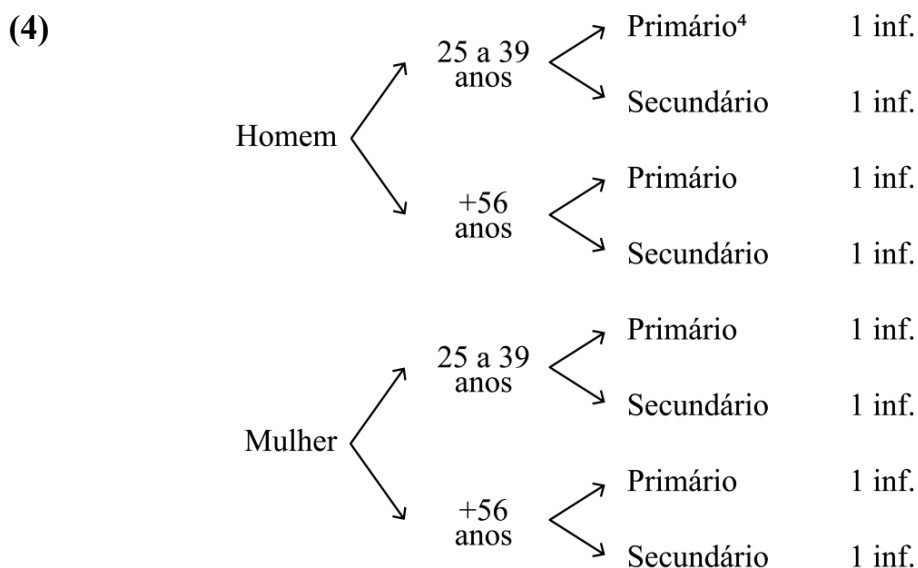 (4)
Homem
25 a 39
anos
Primário⁴ 1 inf.
Secundário 1 inf.
+56
anos
Primário 1 inf.
Secundário 1 inf.
Mulher
25 a 39
anos
Primário 1 inf.
Secundário 1 inf.
+56
anos
Primário 1 inf.
Secundário 1 inf.